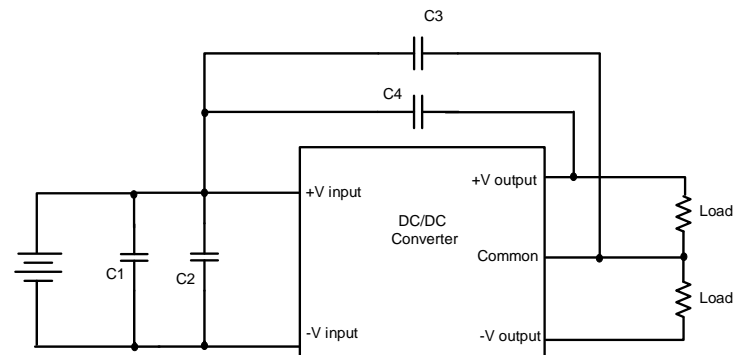 C3
C4
+V input
+V output
Load
DC/DC
Converter
Common
C1
C2
Load
-V input
-V output